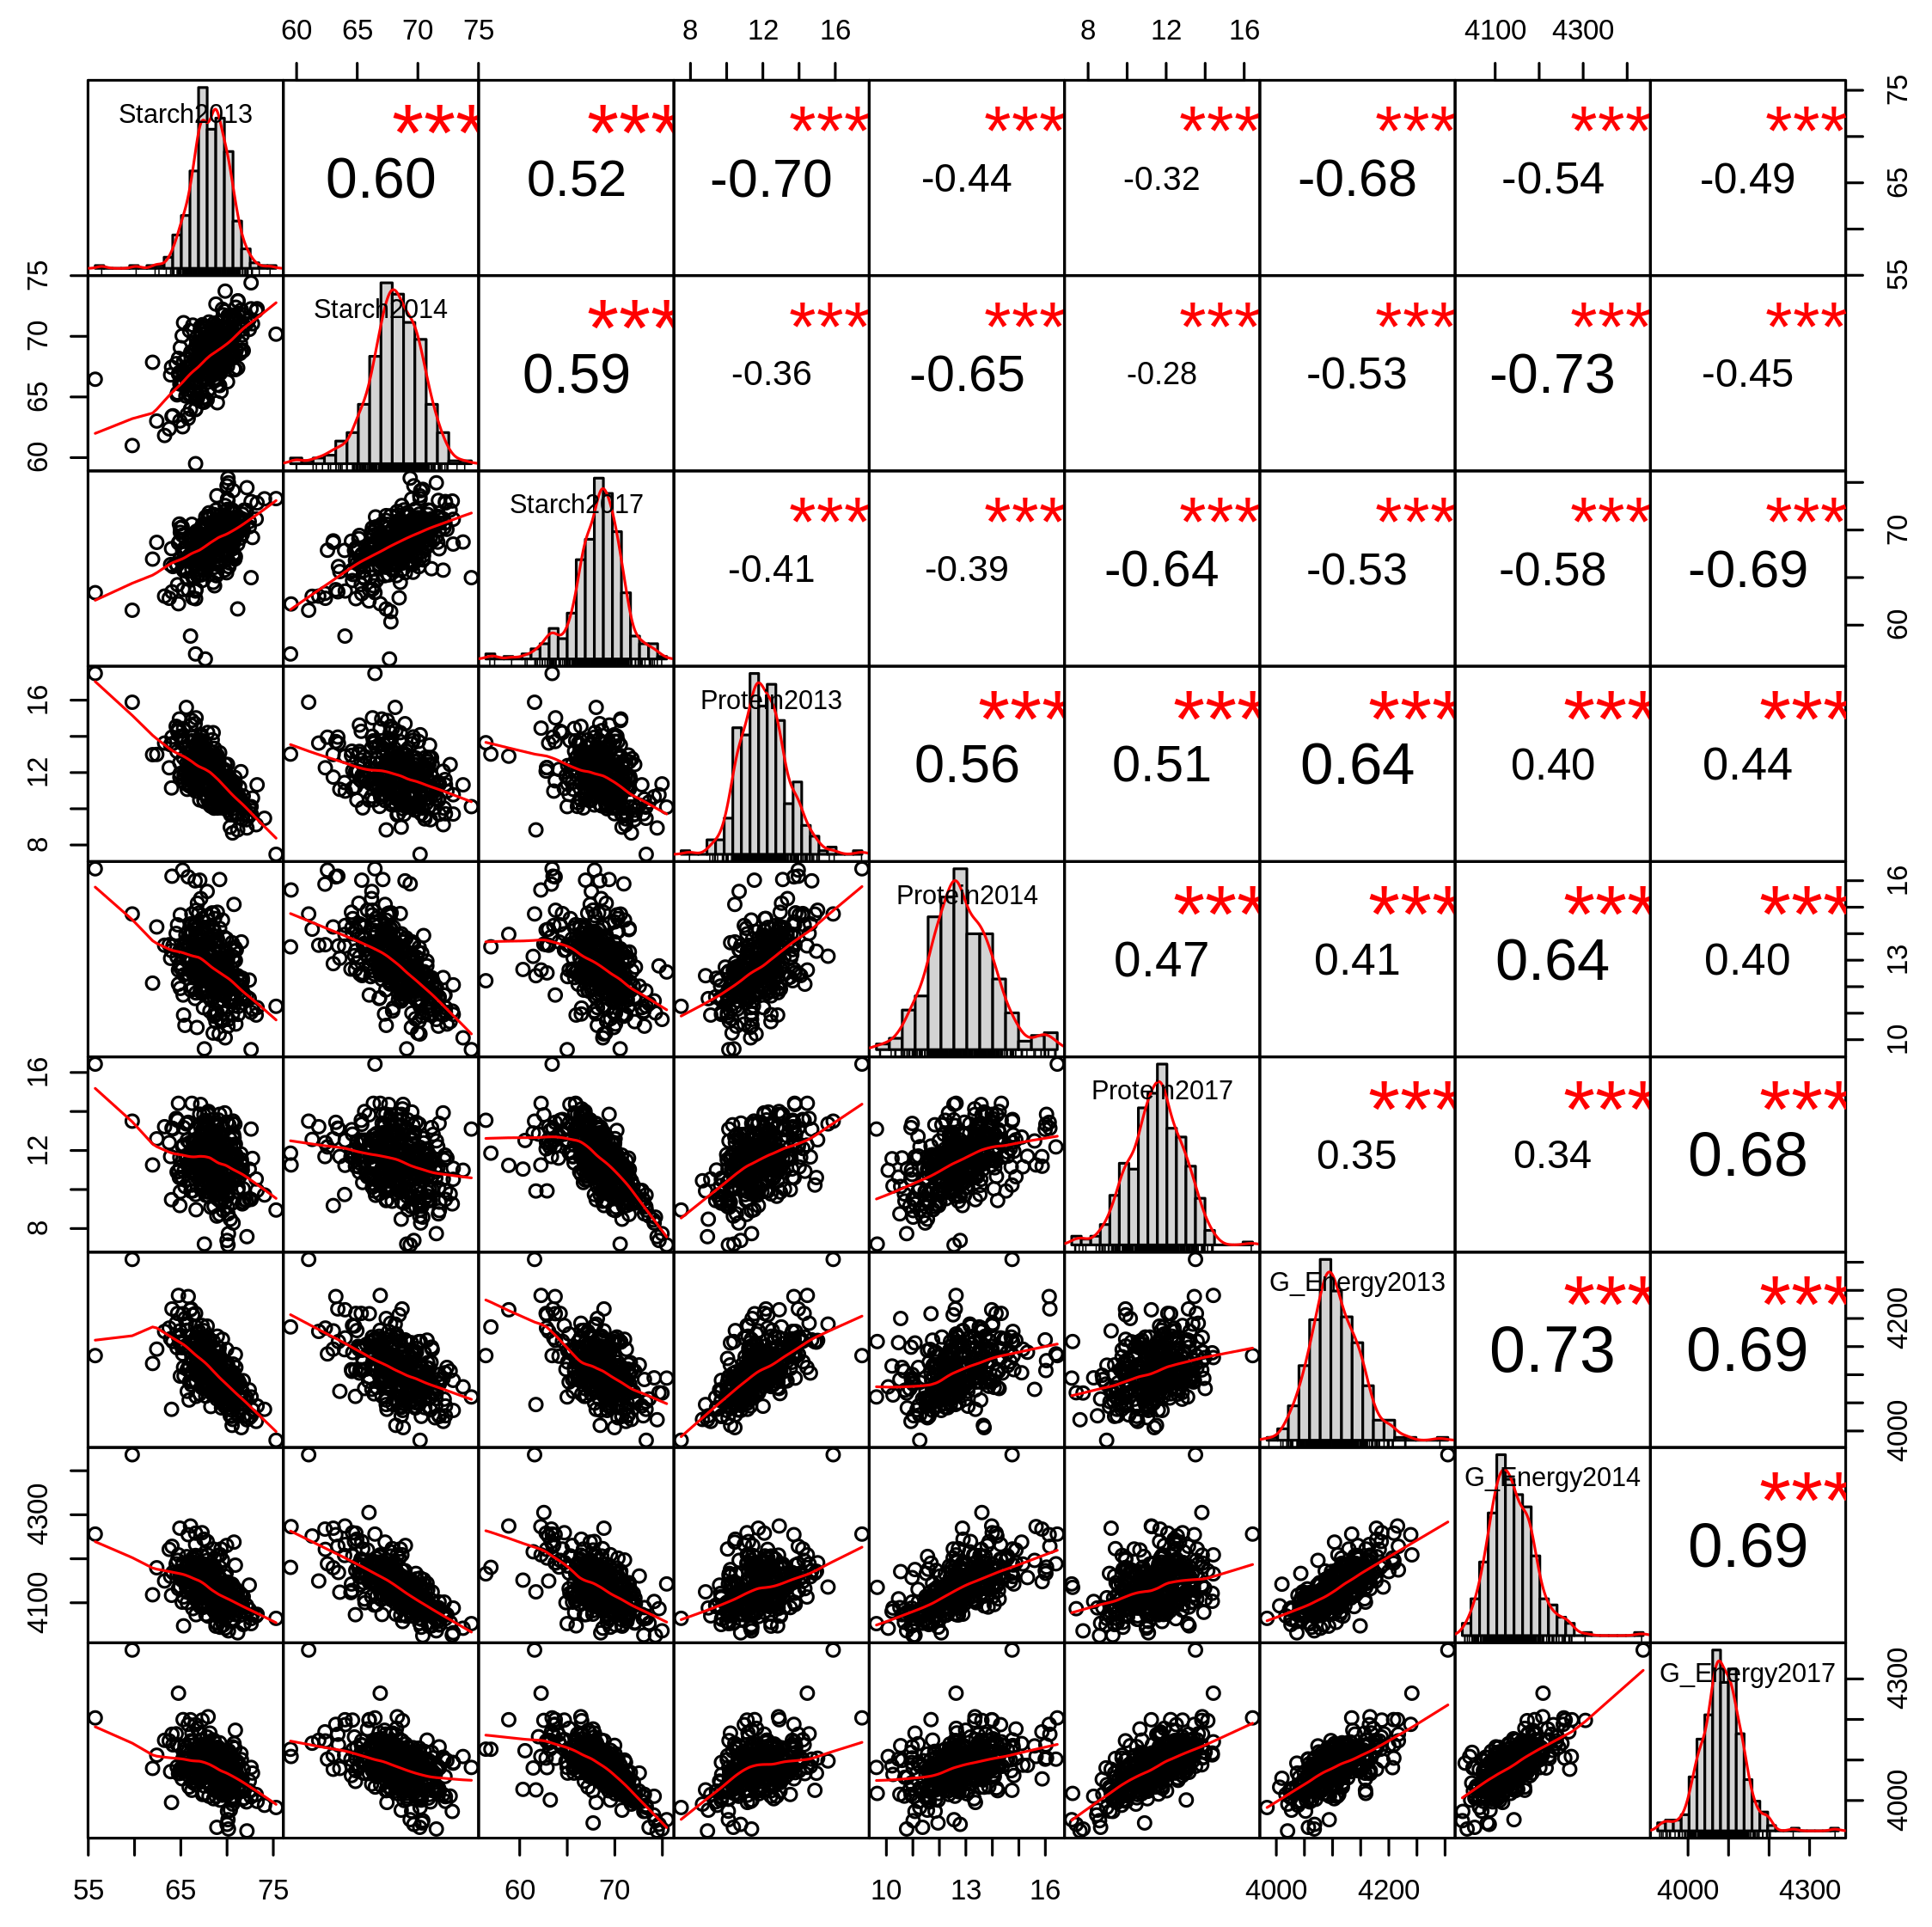 60 65 70 75 8 12 16 8 12 16 4100 4300
Starch2013 *** *** *** *** *** *** *** ***
0.60 0.52 -0.70 -0.44 -0.32 -0.68 -0.54 -0.49
75 65 55
Starch2014 *** *** *** *** *** *** ***
0.59 -0.36 -0.65 -0.28 -0.53 -0.73 -0.45
75 70 65 60
Starch2017 *** *** *** *** *** ***
-0.41 -0.39 -0.64 -0.53 -0.58 -0.69
70 60
Protein2013 *** *** *** *** ***
0.56 0.51 0.64 0.40 0.44
16 12 8
Protein2014 *** *** *** ***
0.47 0.41 0.64 0.40
16 13 10
Protein2017 *** *** ***
0.35 0.34 0.68
16 12 8
G_Energy2013 *** ***
0.73 0.69
4200 4000
G_Energy2014 ***
0.69
4300 4100
G_Energy2017
4300 4000
55 65 75 60 70 10 13 16 4000 4200 4000 4300